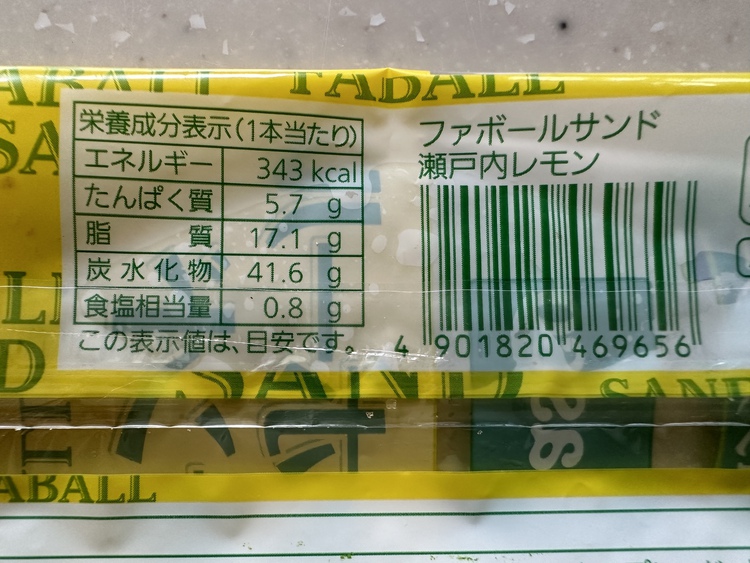 FABALL
栄養成分表示(1本当たり)
エネルギー 343 kcal
たんぱく質 5.7 g
脂質 17.1 g
炭水化物 41.6 g
食塩相当量 0.8 g
この表示値は、目安です。
ファボールサンド
瀬戸内レモン
4 901820 469656
SAND